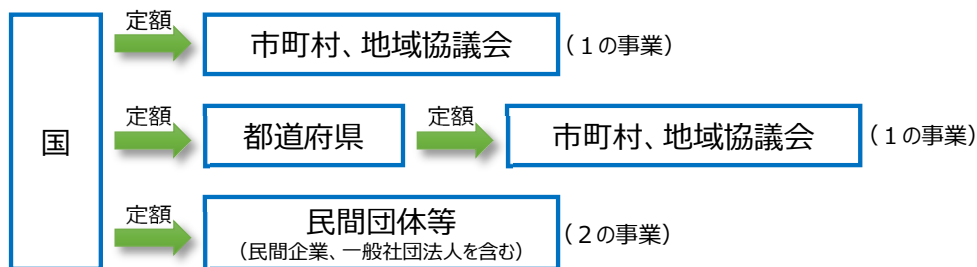 国
定額
市町村、地域協議会
（１の事業）
定額
都道府県
定額
市町村、地域協議会
（１の事業）
定額
民間団体等
（民間企業、一般社団法人を含む）
（２の事業）